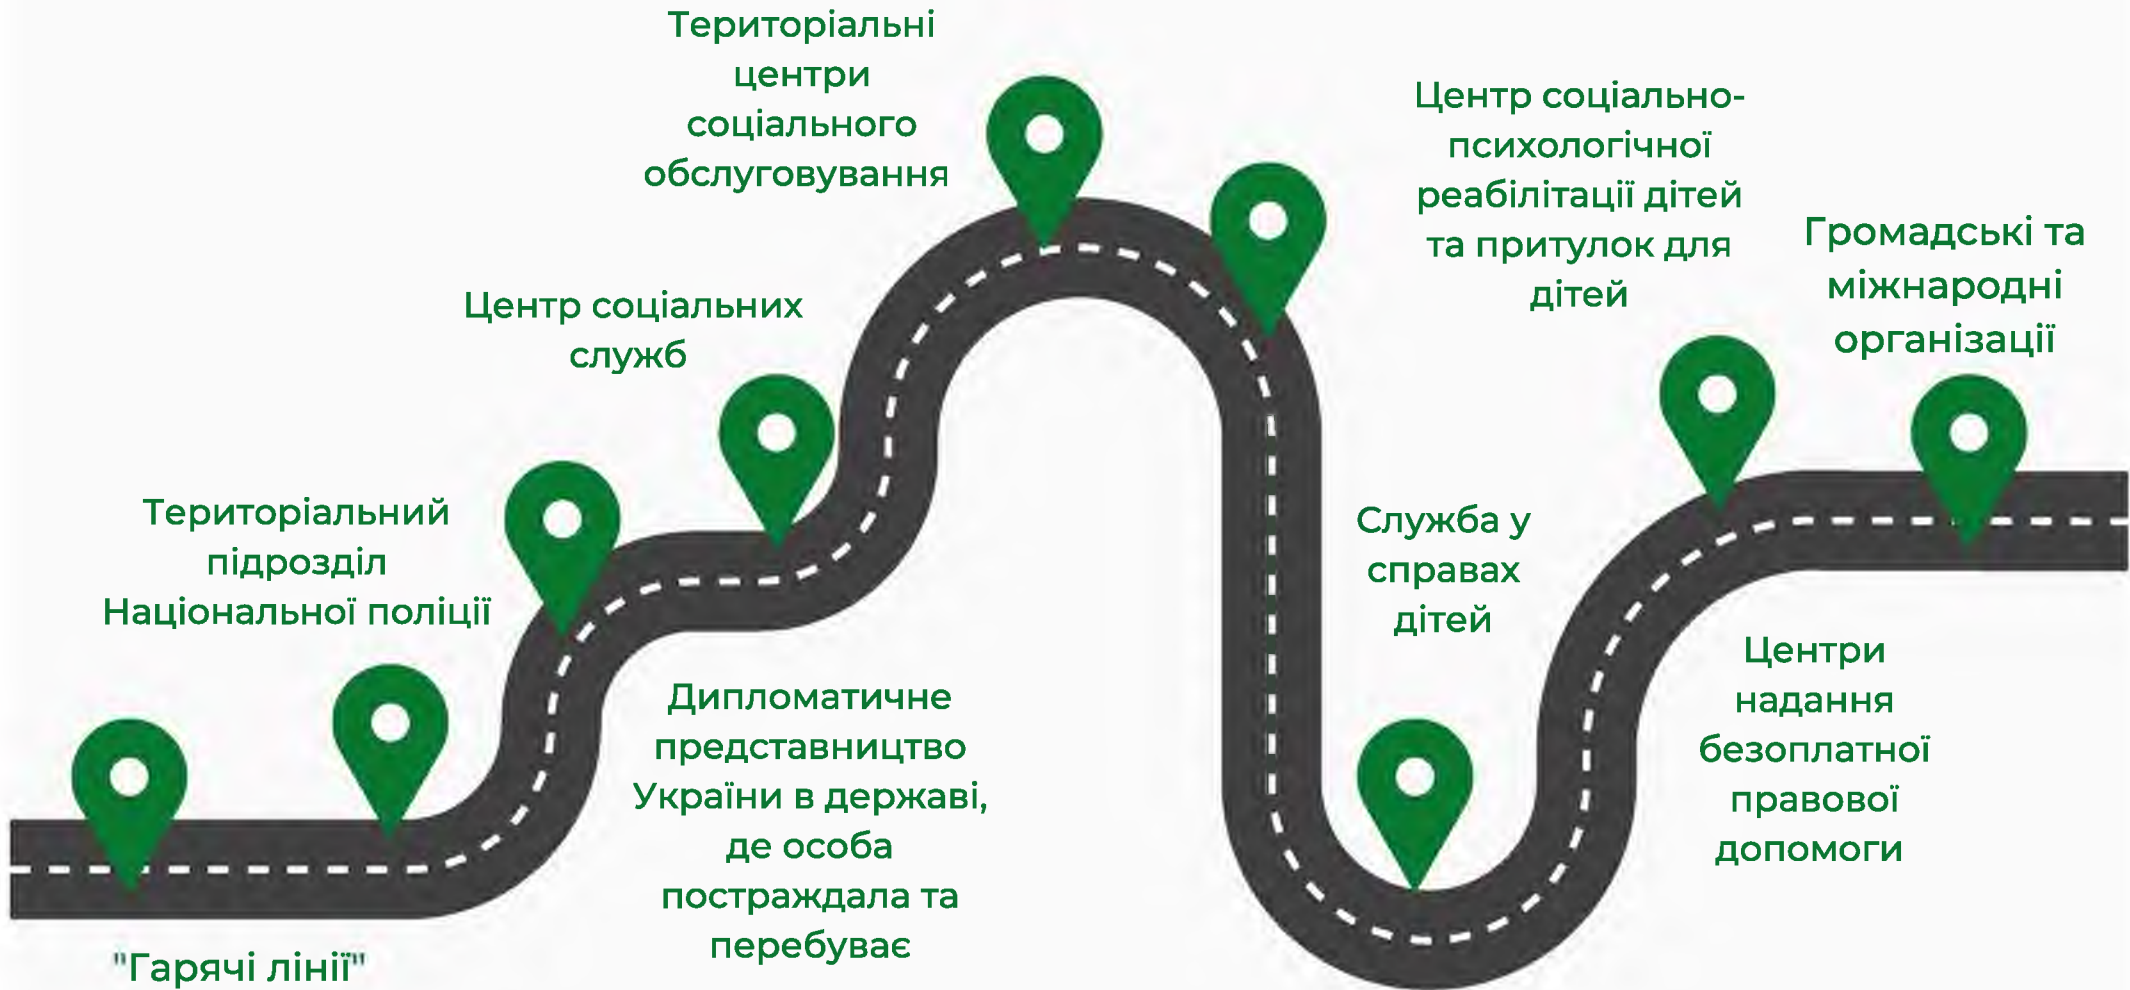 "Гарячі лінії"
Територіальний
підрозділ
Національної поліції
Дипломатичне
представництво
України в державі,
де особа
постраждала та
перебуває
Центр соціальних
служб
Територіальні
центри
соціального
обслуговування
Центр соціально-
психологічної
реабілітації дітей
та притулок для
дітей
Служба у
справах
дітей
Центри
надання
безоплатної
правової
допомоги
Громадські та
міжнародні
організації